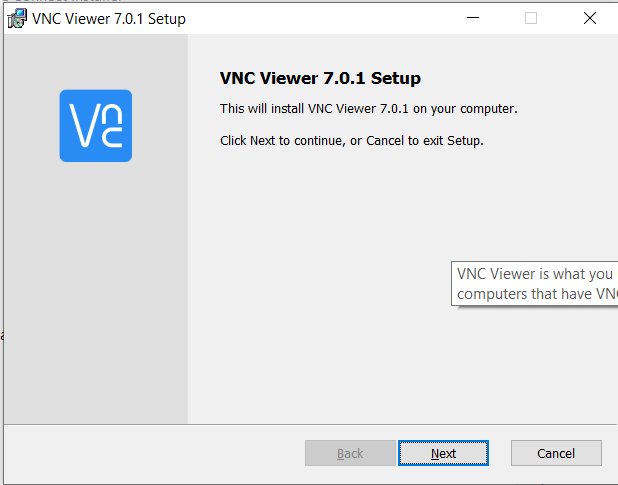 VNC Viewer 7.0.1 Setup
VNC Viewer 7.0.1 Setup
This will install VNC Viewer 7.0.1 on your computer.
Click Next to continue, or Cancel to exit Setup.
VNC Viewer is what you
computers that have VNC
Back
Next
Cancel